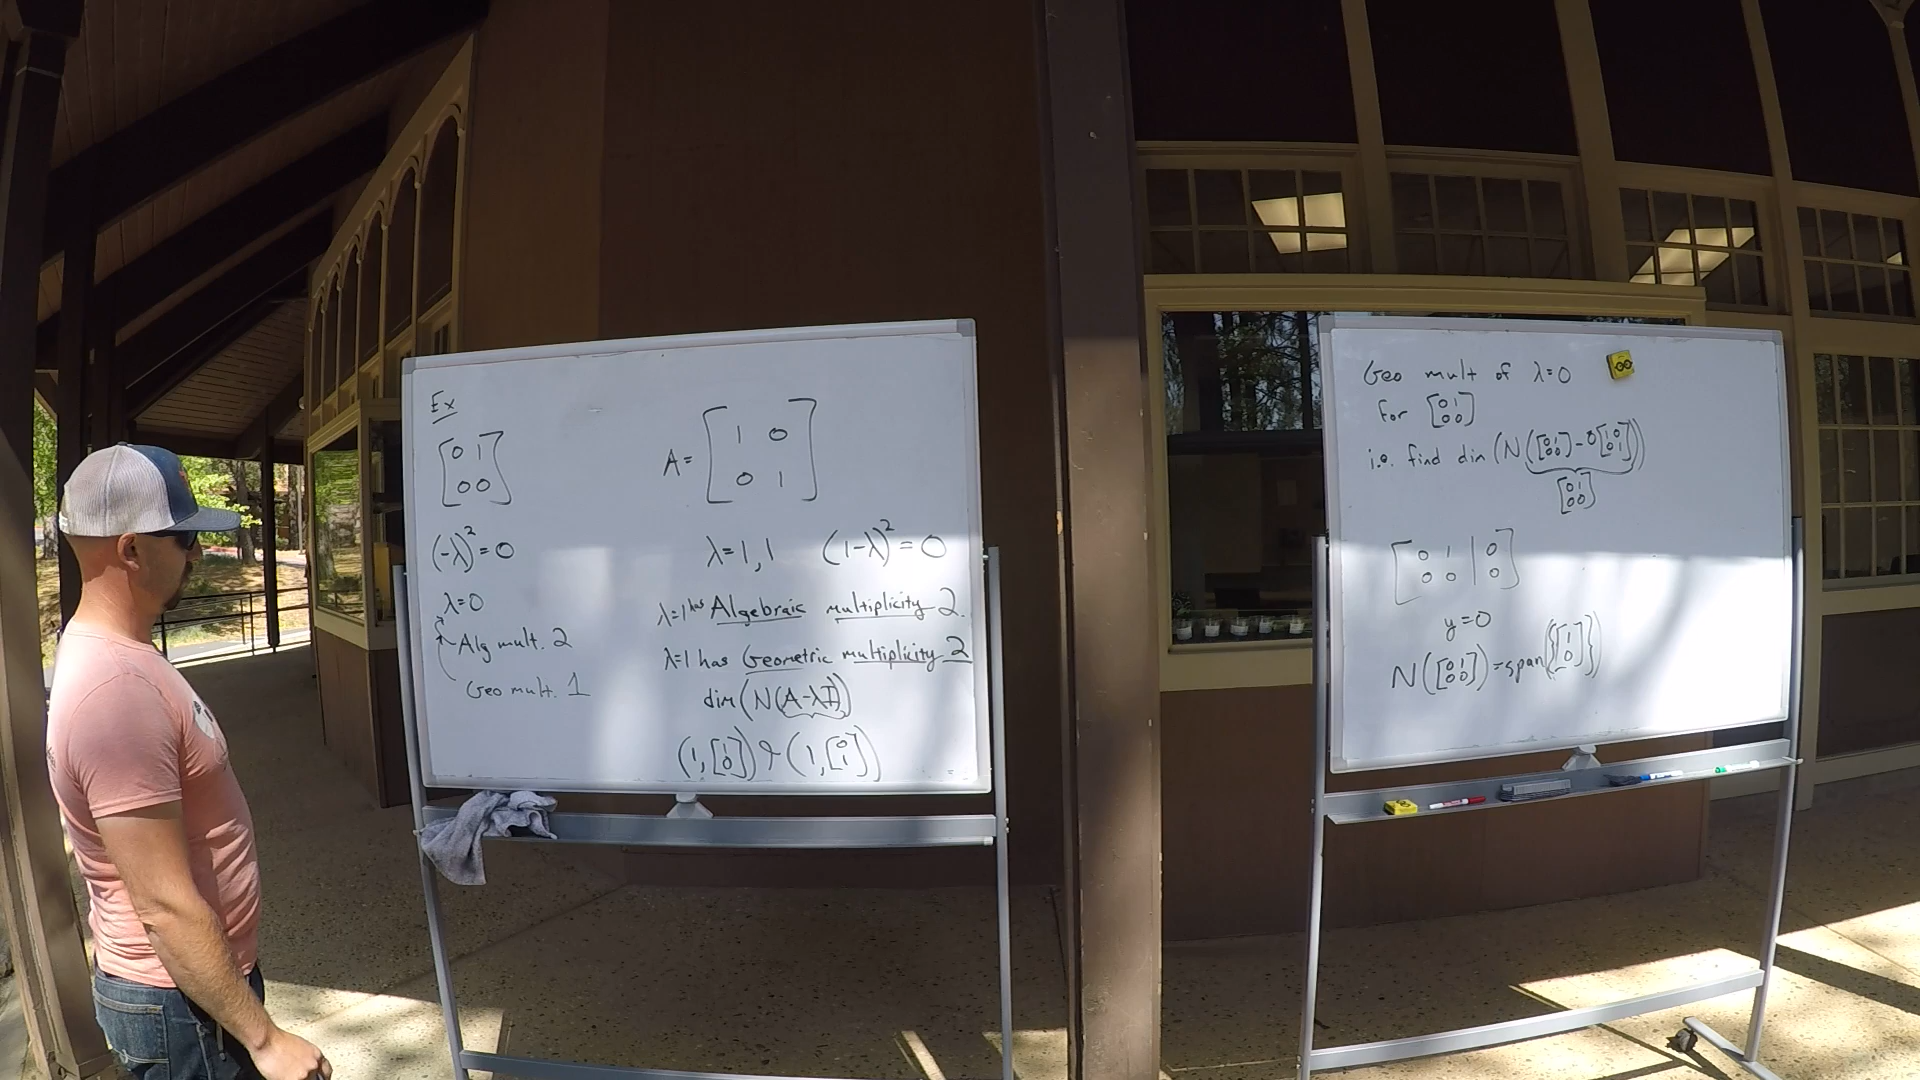 Ex
[0 1
0 0]
(-λ)² = 0
λ=0
Alg mult. 2
Geo mult. 1
A = [1 0
0 1]
λ=1,1 (1-λ)² = 0
λ=1 has Algebraic multiplicity 2.
λ=1 has Geometric multiplicity 2
dim(N(A-λI))
(1,[1
0]) & (1,[0
1])
Geo mult of λ=0
for [0 1
0 0]
i.e. find dim(N([0 1
0 0] - 0[1 0
0 1]))
[0 1
0 0]
[0 1 | 0
0 0 | 0]
y=0
N([0 1
0 0]) = span({[1
0]})